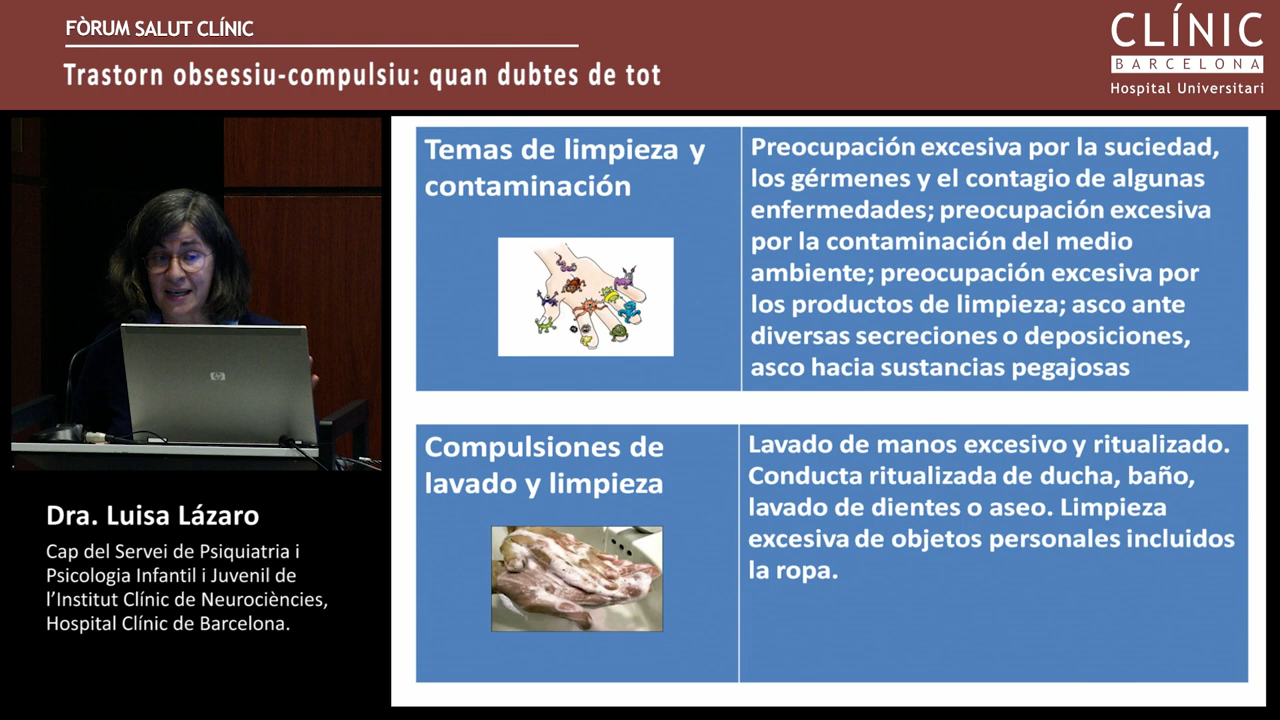 FÒRUM SALUT CLÍNIC
Trastorn obsessiu-compulsiu: quan dubtes de tot
CLÍNIC
BARCELONA
Hospital Universitari
Temas de limpieza y
contaminación
Preocupación excesiva por la suciedad,
los gérmenes y el contagio de algunas
enfermedades; preocupación excesiva
por la contaminación del medio
ambiente; preocupación excesiva por
los productos de limpieza; asco ante
diversas secreciones o deposiciones,
asco hacia sustancias pegajosas
Compulsiones de
lavado y limpieza
Lavado de manos excesivo y ritualizado.
Conducta ritualizada de ducha, baño,
lavado de dientes o aseo. Limpieza
excesiva de objetos personales incluidos
la ropa.
hp
Dra. Luisa Lázaro
Cap del Servei de Psiquiatria i
Psicologia Infantil i Juvenil de
l’Institut Clínic de Neurociències,
Hospital Clínic de Barcelona.